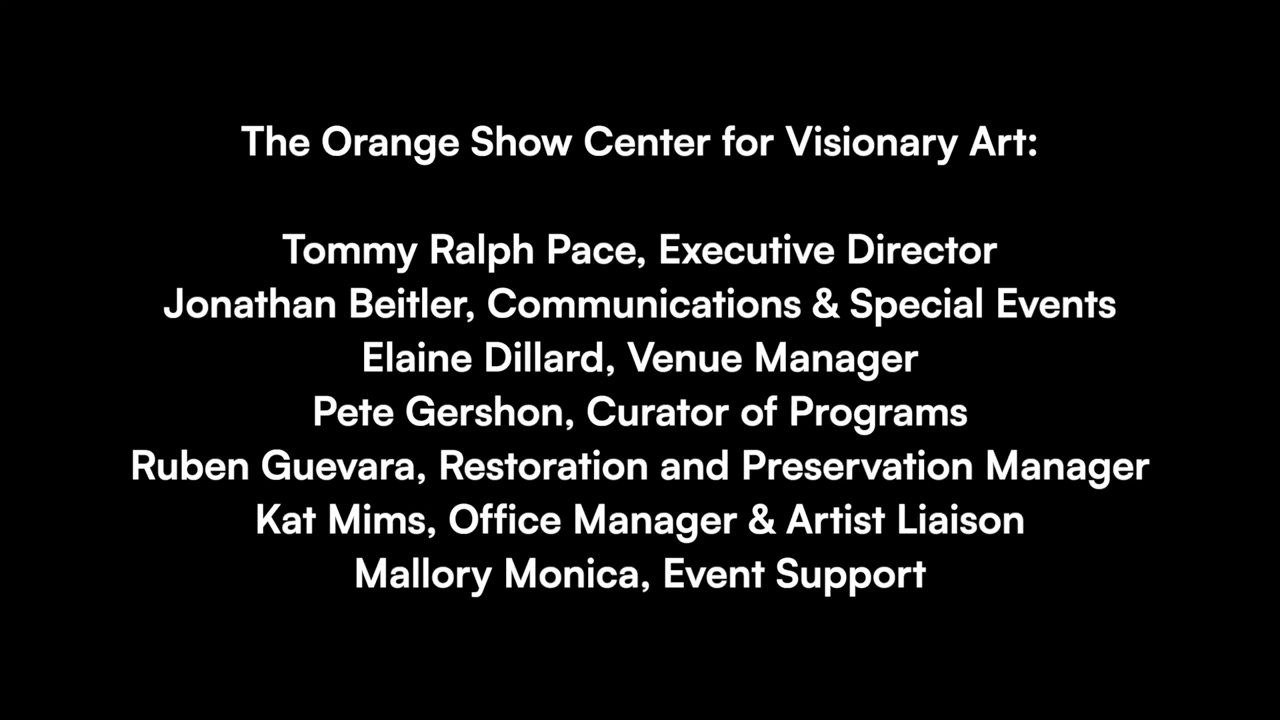 The Orange Show Center for Visionary Art:
Tommy Ralph Pace, Executive Director
Jonathan Beitler, Communications & Special Events
Elaine Dillard, Venue Manager
Pete Gershon, Curator of Programs
Ruben Guevara, Restoration and Preservation Manager
Kat Mims, Office Manager & Artist Liaison
Mallory Monica, Event Support